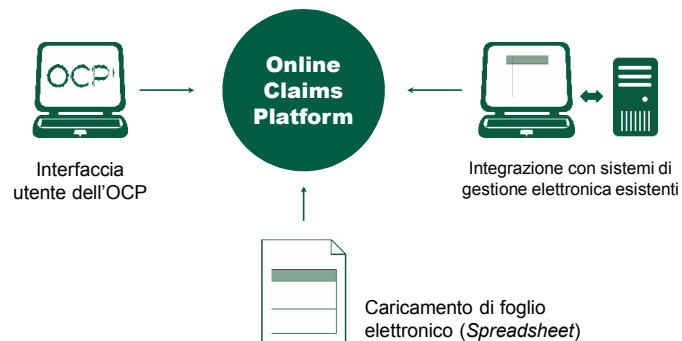 OCP
Online
Claims
Platform
Interfaccia
utente dell'OCP
Integrazione con sistemi di
gestione elettronica esistenti
Caricamento di foglio
elettronico (Spreadsheet)